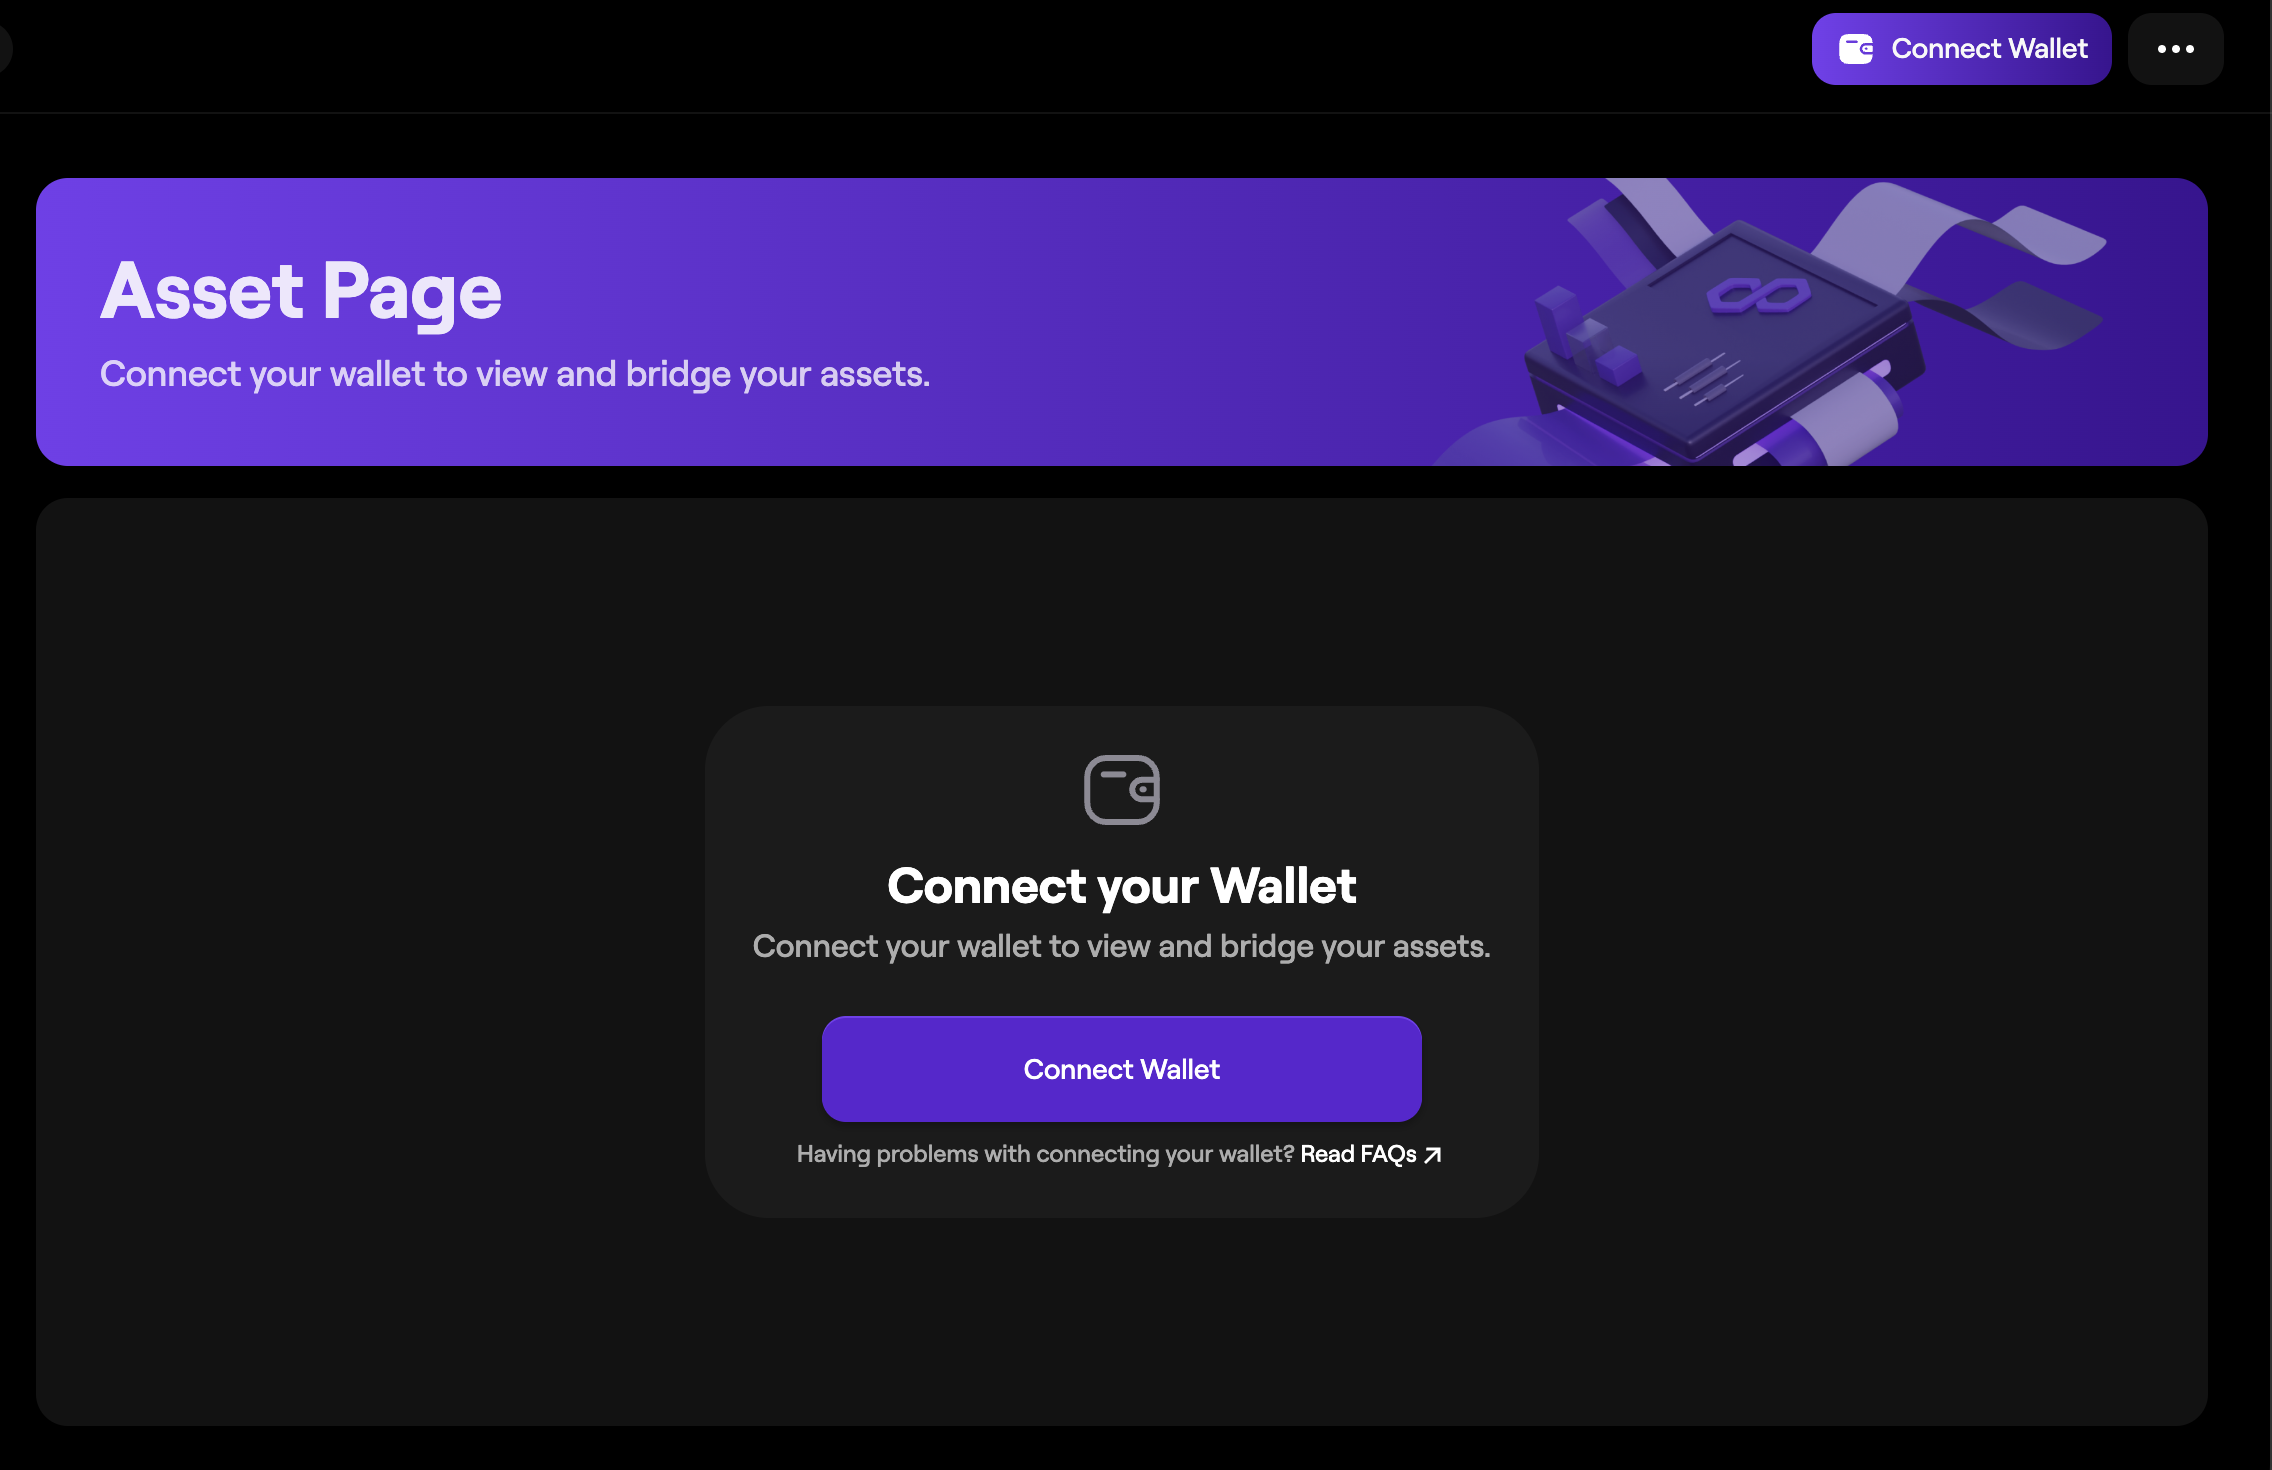 Connect Wallet
Asset Page
Connect your wallet to view and bridge your assets.
Connect your Wallet
Connect your wallet to view and bridge your assets.
Connect Wallet
Having problems with connecting your wallet? Read FAQs